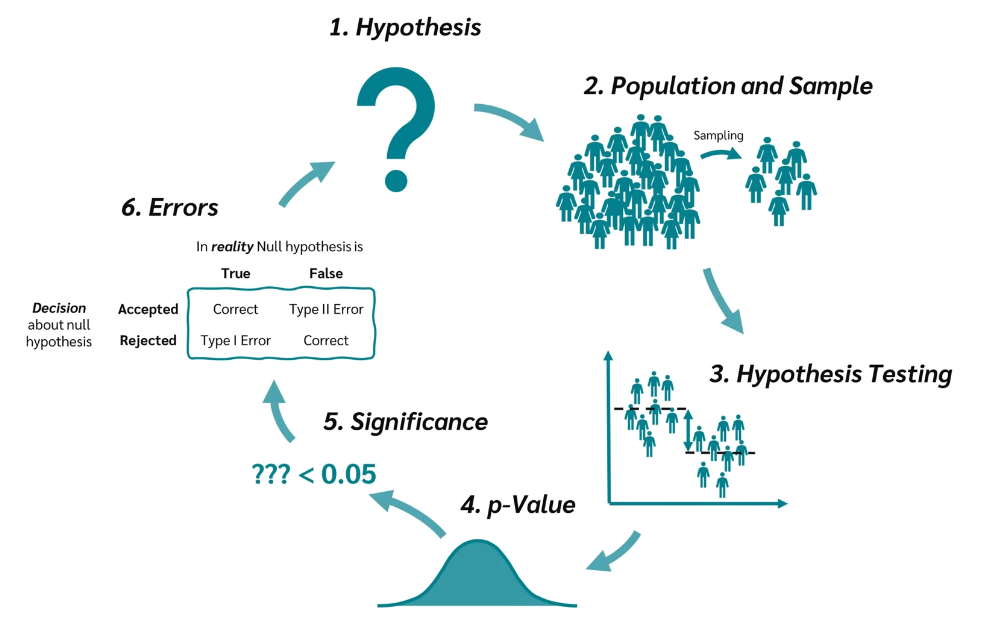 1. Hypothesis
?
2. Population and Sample
Sampling
3. Hypothesis Testing
4. p-Value
5. Significance
??? < 0.05
6. Errors
In reality Null hypothesis is
True False
Decision
about null
hypothesis
Accepted Correct Type II Error
Rejected Type I Error Correct